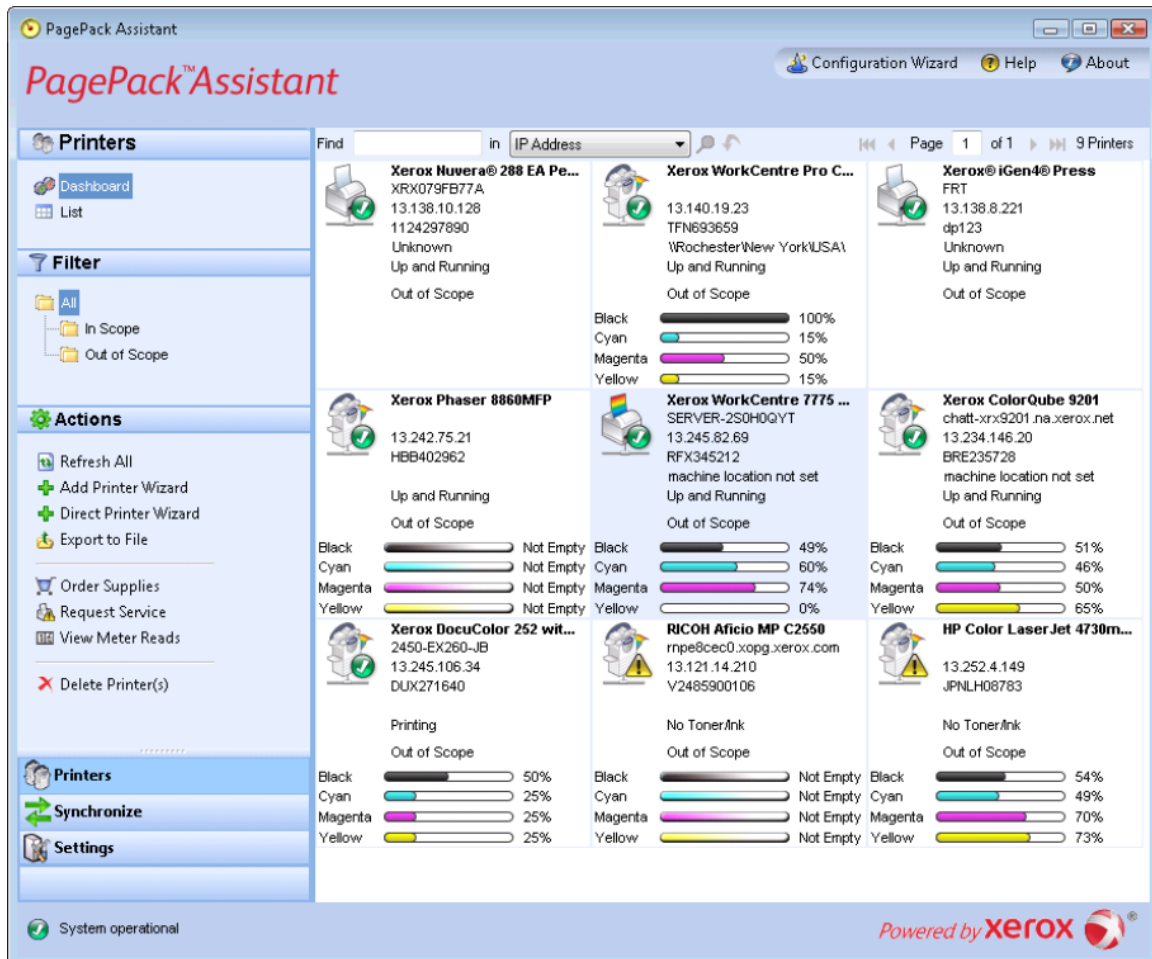 PagePack Assistant
PagePack™Assistant
Configuration Wizard Help About
Printers
Dashboard
List
Filter
All
In Scope
Out of Scope
Actions
Refresh All
Add Printer Wizard
Direct Printer Wizard
Export to File
Order Supplies
Request Service
View Meter Reads
Delete Printer(s)
Printers
Synchronize
Settings
Find in IP Address Page 1 of 1 9 Printers
Xerox Nuvera® 288 EA Pe...
XRX079FB77A
13.138.10.128
1124297890
Unknown
Up and Running
Out of Scope
Xerox WorkCentre Pro C...
13.140.19.23
TFN693659
\\Rochester\New York\USA\
Up and Running
Out of Scope
Black 100%
Cyan 15%
Magenta 50%
Yellow 15%
Xerox® iGen4® Press
FRT
13.138.8.221
dp123
Unknown
Up and Running
Out of Scope
Xerox Phaser 8860MFP
13.242.75.21
HBB402962
Up and Running
Out of Scope
Black Not Empty
Cyan Not Empty
Magenta Not Empty
Yellow Not Empty
Xerox WorkCentre 7775 ...
SERVER-2S0H0QYT
13.245.82.69
RFX345212
machine location not set
Up and Running
Out of Scope
Black 49%
Cyan 60%
Magenta 74%
Yellow 0%
Xerox ColorQube 9201
chatt-xrx9201.na.xerox.net
13.234.146.20
BRE235728
machine location not set
Up and Running
Out of Scope
Black 51%
Cyan 46%
Magenta 50%
Yellow 65%
Xerox DocuColor 252 wit...
2450-EX260-JB
13.245.106.34
DUX271640
Printing
Out of Scope
Black 50%
Cyan 25%
Magenta 25%
Yellow 25%
RICOH Aficio MP C2550
rnpe8cec0.xopg.xerox.com
13.121.14.210
V2485900106
No Toner/Ink
Out of Scope
Black Not Empty
Cyan Not Empty
Magenta Not Empty
Yellow Not Empty
HP Color LaserJet 4730m...
13.252.4.149
JPNLH08783
No Toner/Ink
Out of Scope
Black 54%
Cyan 49%
Magenta 70%
Yellow 73%
System operational
Powered by xerox ®